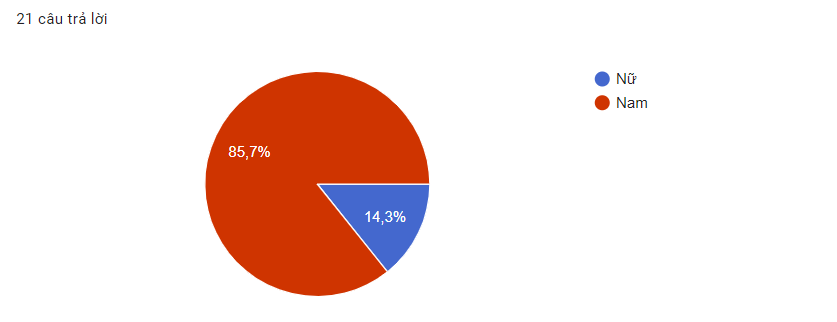 21 câu trả lời
Nữ
Nam
85,7%
14,3%